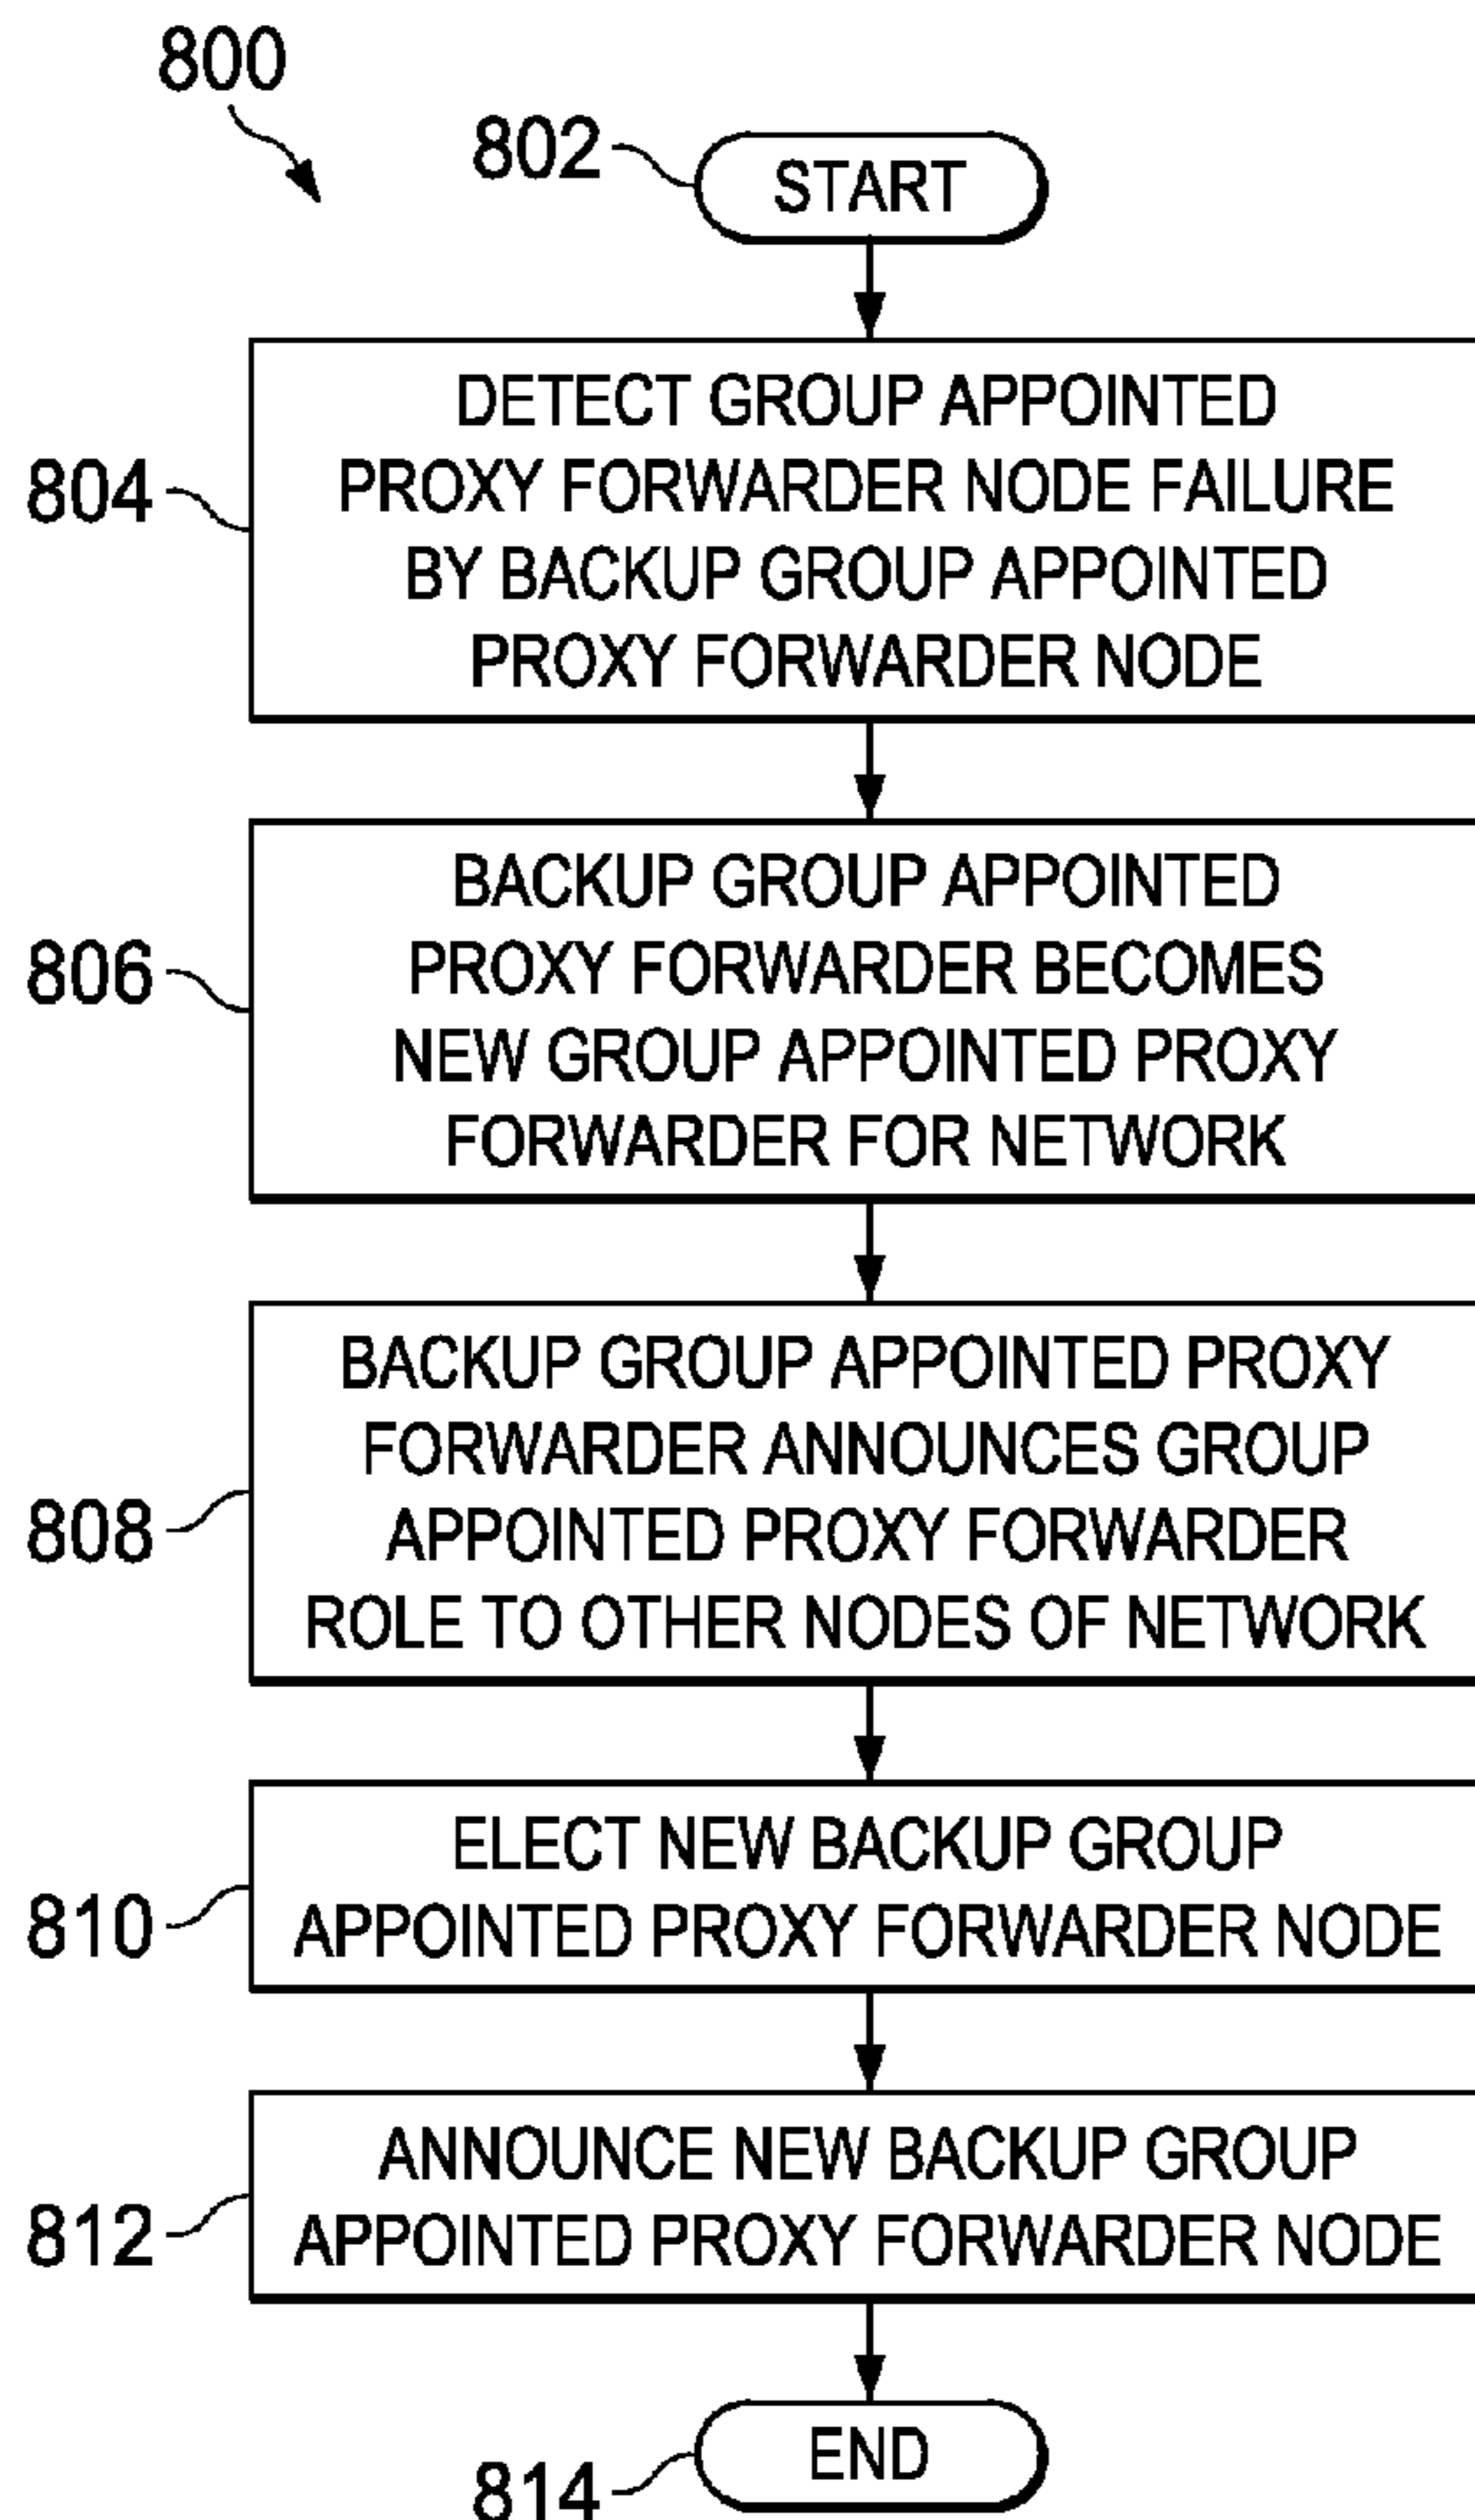 800
802
START
804
DETECT GROUP APPOINTED
PROXY FORWARDER NODE FAILURE
BY BACKUP GROUP APPOINTED
PROXY FORWARDER NODE
806
BACKUP GROUP APPOINTED
PROXY FORWARDER BECOMES
NEW GROUP APPOINTED PROXY
FORWARDER FOR NETWORK
808
BACKUP GROUP APPOINTED PROXY
FORWARDER ANNOUNCES GROUP
APPOINTED PROXY FORWARDER
ROLE TO OTHER NODES OF NETWORK
810
ELECT NEW BACKUP GROUP
APPOINTED PROXY FORWARDER NODE
812
ANNOUNCE NEW BACKUP GROUP
APPOINTED PROXY FORWARDER NODE
END
814